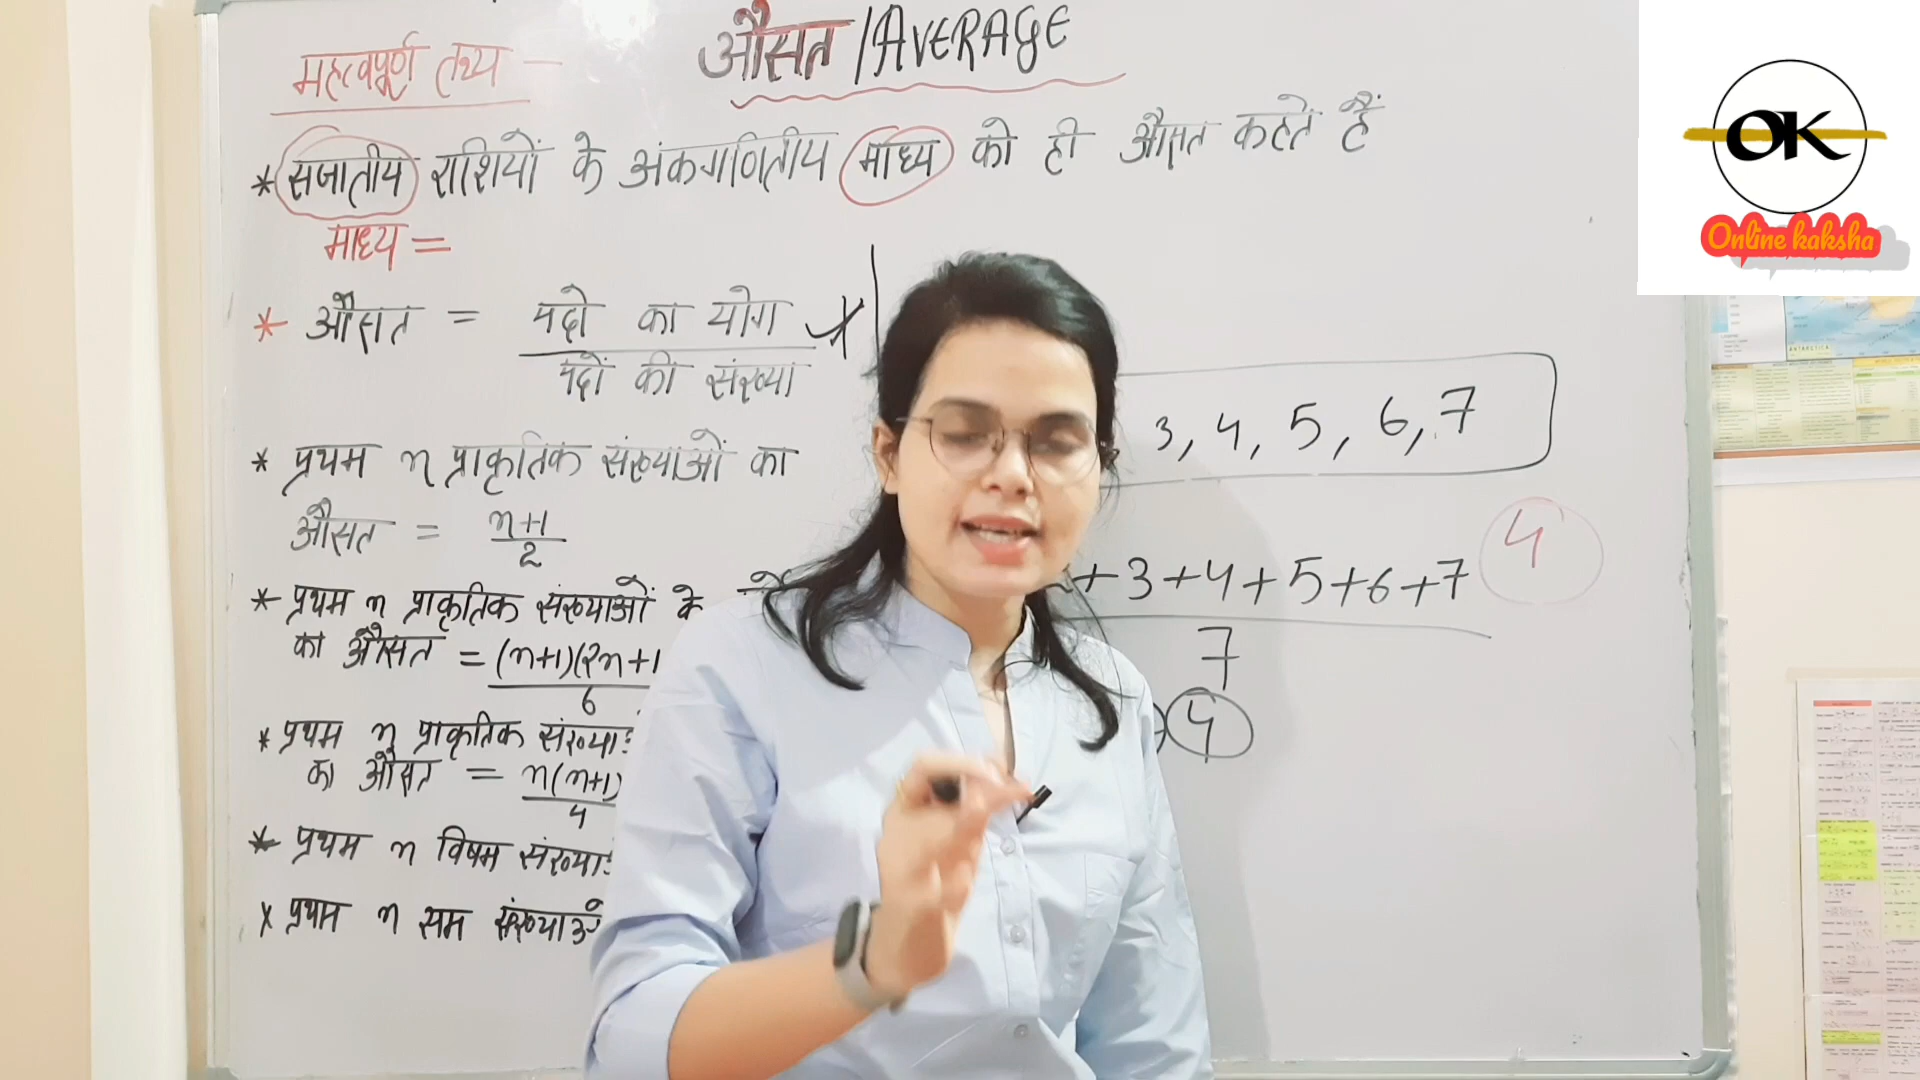 औसत / AVERAGE
महत्वपूर्ण तथ्य —
* सजातीय राशियों के अंकगणितीय माध्य को ही औसत कहते हैं
माध्य =
* औसत = पदो का योग
पदों की संख्या
* प्रथम n प्राकृतिक संख्याओं का
औसत = n+1
2
* प्रथम n प्राकृतिक संख्याओं के
का औसत = (n+1)(2n+1
6
* प्रथम n प्राकृतिक संख्या
का औसत = n(n+1)
4
* प्रथम n विषम संख्या
* प्रथम n सम संख्याओ
3, 4, 5, 6, 7
+ 3 + 4 + 5 + 6 + 7
7
4
4
OK
Online kaksha
ANTARCTICA